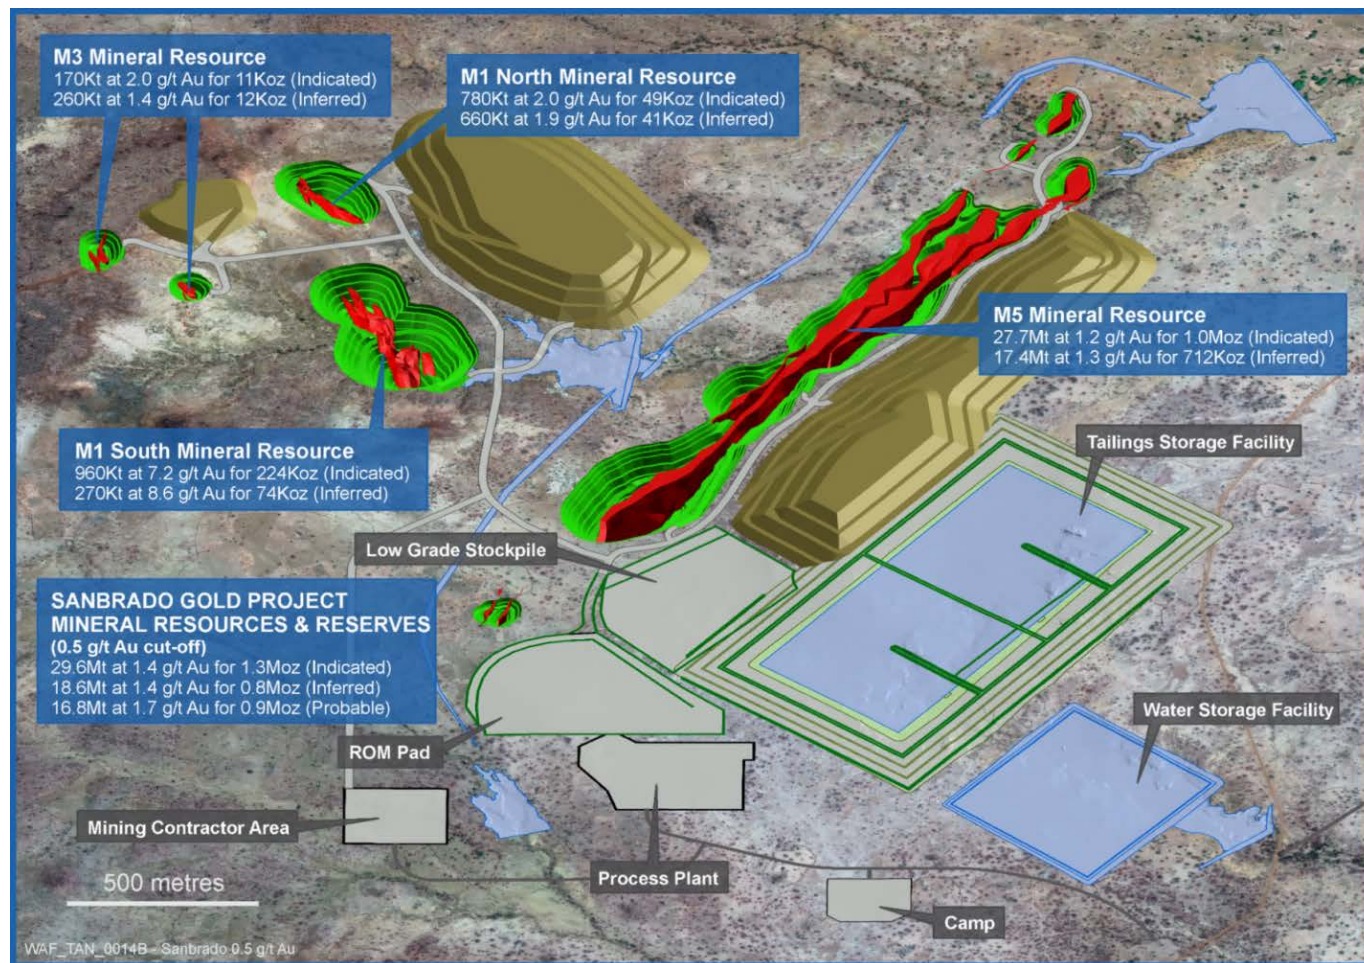 M3 Mineral Resource
170Kt at 2.0 g/t Au for 11Koz (Indicated)
260Kt at 1.4 g/t Au for 12Koz (Inferred)
M1 North Mineral Resource
780Kt at 2.0 g/t Au for 49Koz (Indicated)
660Kt at 1.9 g/t Au for 41Koz (Inferred)
M5 Mineral Resource
27.7Mt at 1.2 g/t Au for 1.0Moz (Indicated)
17.4Mt at 1.3 g/t Au for 712Koz (Inferred)
M1 South Mineral Resource
960Kt at 7.2 g/t Au for 224Koz (Indicated)
270Kt at 8.6 g/t Au for 74Koz (Inferred)
Tailings Storage Facility
Low Grade Stockpile
SANBRADO GOLD PROJECT
MINERAL RESOURCES & RESERVES
(0.5 g/t Au cut-off)
29.6Mt at 1.4 g/t Au for 1.3Moz (Indicated)
18.6Mt at 1.4 g/t Au for 0.8Moz (Inferred)
16.8Mt at 1.7 g/t Au for 0.9Moz (Probable)
Water Storage Facility
ROM Pad
Mining Contractor Area
Process Plant
500 metres
Camp
WAF_TAN_0014B - Sanbrado 0.5 g/t Au